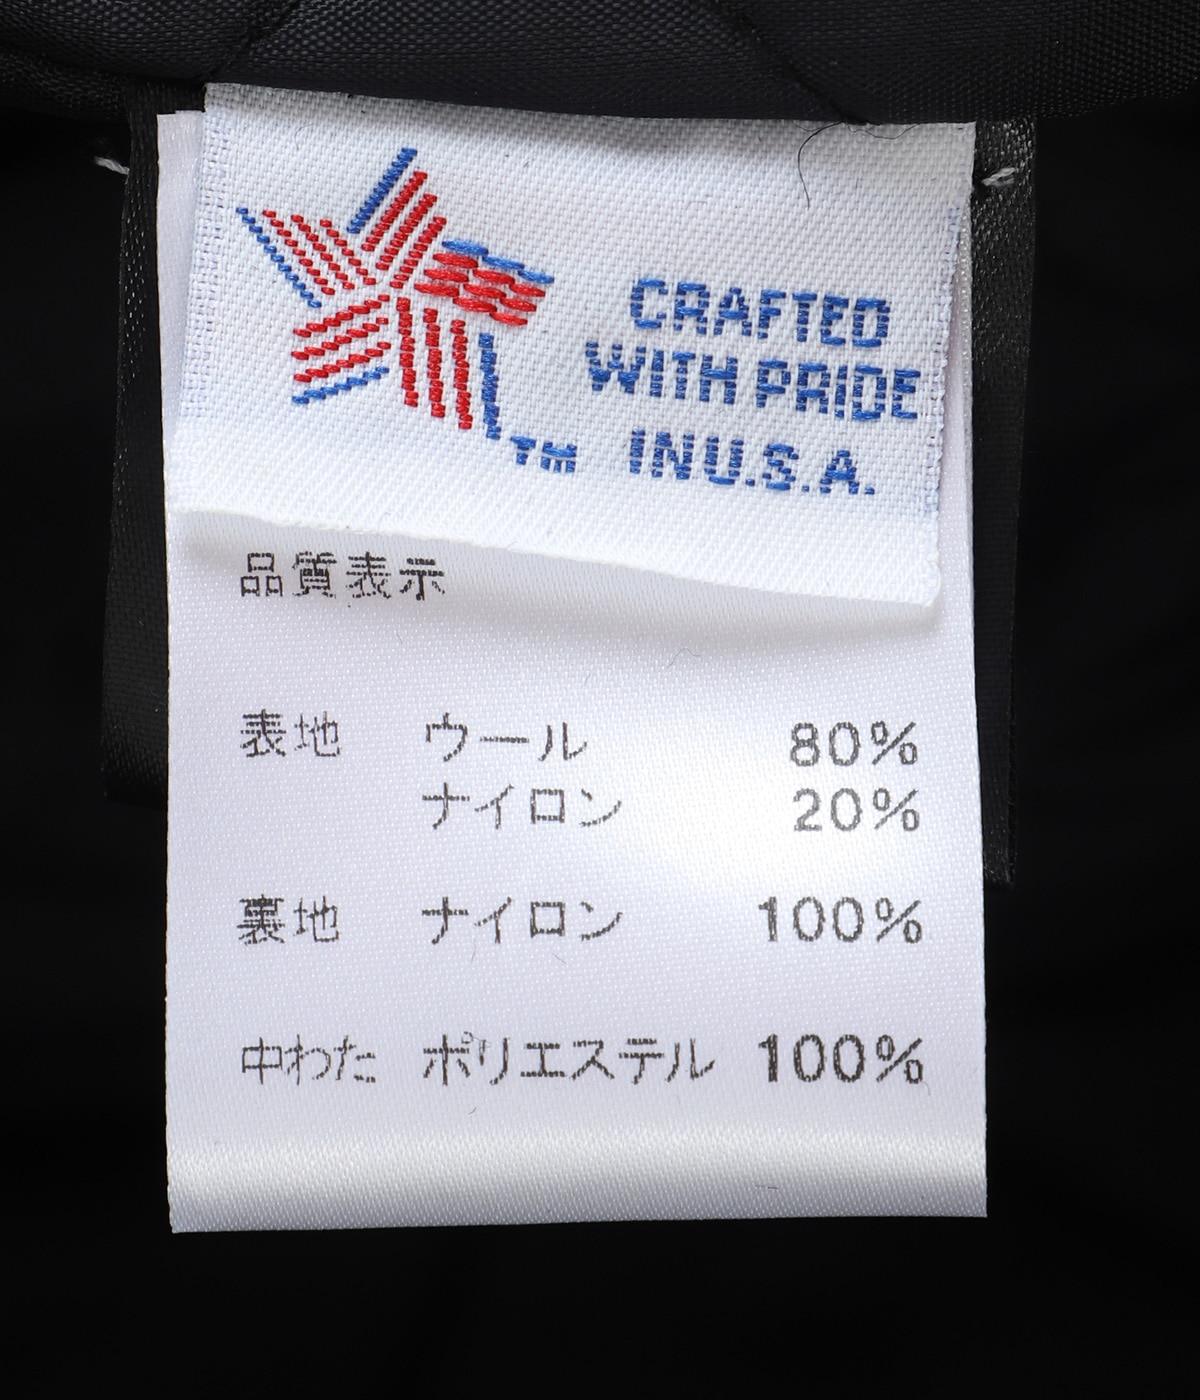 CRAFTED
WITH PRIDE
IN U.S.A.
TM
品質表示
表地 ウール 80%
ナイロン 20%
裏地 ナイロン 100%
中わた ポリエステル 100%